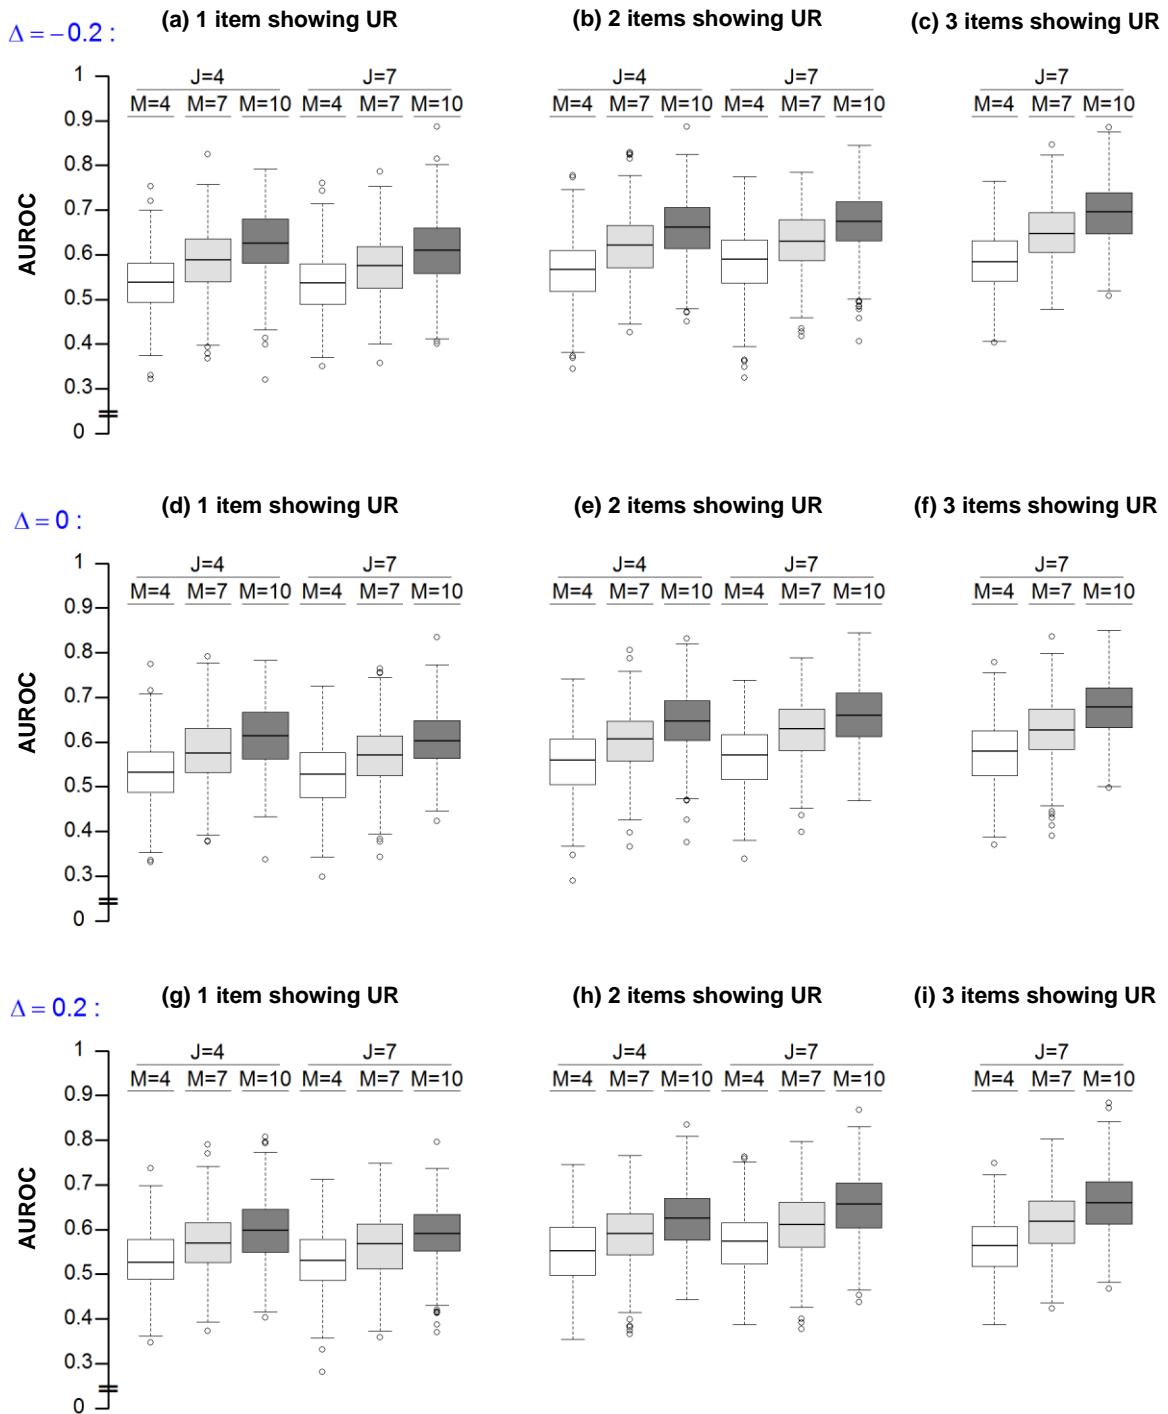 (a) 1 item showing UR (b) 2 items showing UR (c) 3 items showing UR
Δ = −0.2 :
J=4 J=7 J=4 J=7 J=7
M=4 M=7 M=10 M=4 M=7 M=10 M=4 M=7 M=10 M=4 M=7 M=10 M=4 M=7 M=10
AUROC
1
0.9
0.8
0.7
0.6
0.5
0.4
0.3
0
(d) 1 item showing UR (e) 2 items showing UR (f) 3 items showing UR
Δ = 0 :
J=4 J=7 J=4 J=7 J=7
M=4 M=7 M=10 M=4 M=7 M=10 M=4 M=7 M=10 M=4 M=7 M=10 M=4 M=7 M=10
AUROC
1
0.9
0.8
0.7
0.6
0.5
0.4
0.3
0
(g) 1 item showing UR (h) 2 items showing UR (i) 3 items showing UR
Δ = 0.2 :
J=4 J=7 J=4 J=7 J=7
M=4 M=7 M=10 M=4 M=7 M=10 M=4 M=7 M=10 M=4 M=7 M=10 M=4 M=7 M=10
AUROC
1
0.9
0.8
0.7
0.6
0.5
0.4
0.3
0